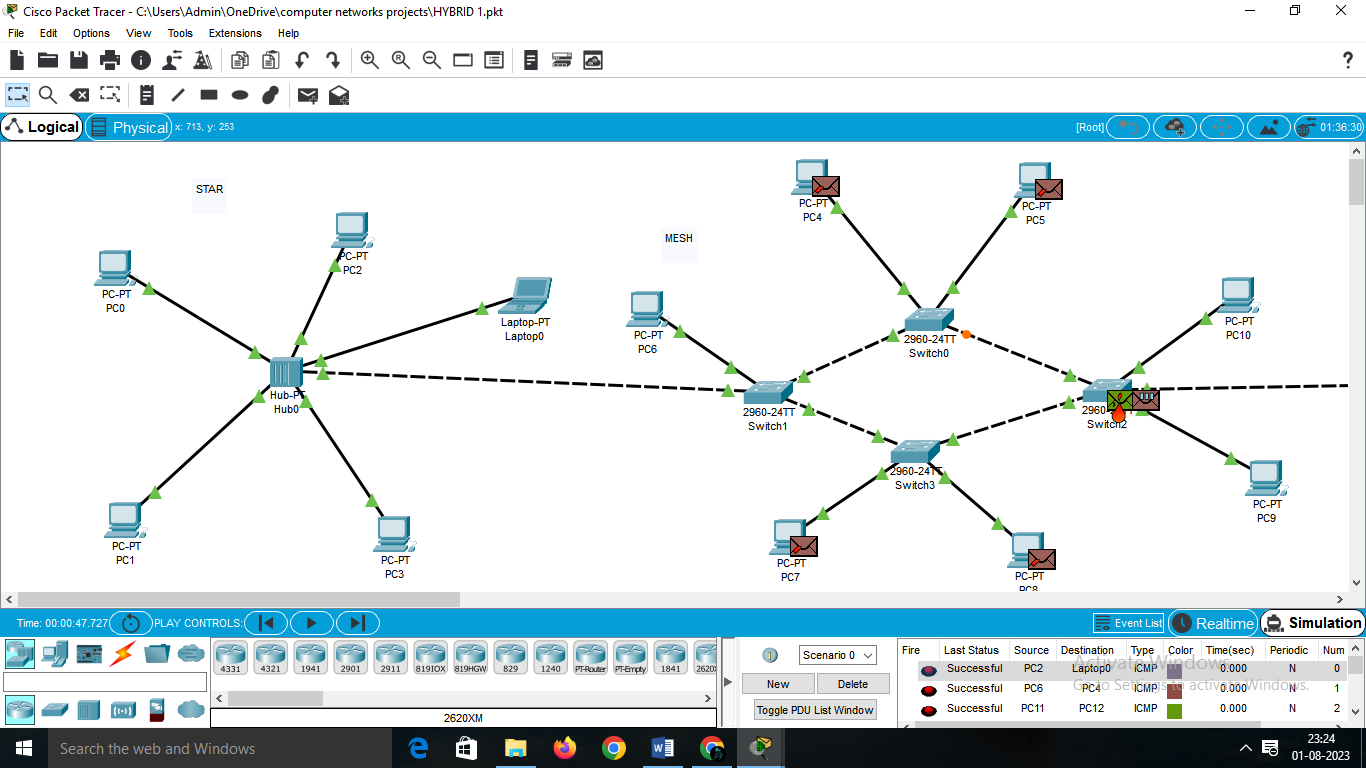 Cisco Packet Tracer - C:\Users\Admin\OneDrive\computer networks projects\HYBRID 1.pkt
File Edit Options View Tools Extensions Help
Logical Physical x: 713, y: 253 [Root] 01:36:30
STAR
MESH
PC-PT
PC4
PC-PT
PC5
PC-PT
PC2
PC-PT
PC0
Laptop-PT
Laptop0
PC-PT
PC6
PC-PT
PC10
2960-24TT
Switch0
Hub-PT
Hub0
2960-24TT
Switch1
2960-24TT
Switch2
2960-24TT
Switch3
PC-PT
PC9
PC-PT
PC1
PC-PT
PC3
PC-PT
PC7
PC-PT
PC8
Time: 00:00:47.727 PLAY CONTROLS: Event List Realtime Simulation
4331 4321 1941 2901 2911 819IOX 819HGW 829 1240 PT-Router PT-Empty 1841 2620X
2620XM
Scenario 0
New Delete
Toggle PDU List Window
Fire Last Status Source Destination Type Color Time(sec) Periodic Num
Successful PC2 Laptop0 ICMP 0.000 N 0
Successful PC6 PC4 ICMP 0.000 N 1
Successful PC11 PC12 ICMP 0.000 N 2
Activate Windows
Go to Settings to activate Windows.
Search the web and Windows
23:24
01-08-2023